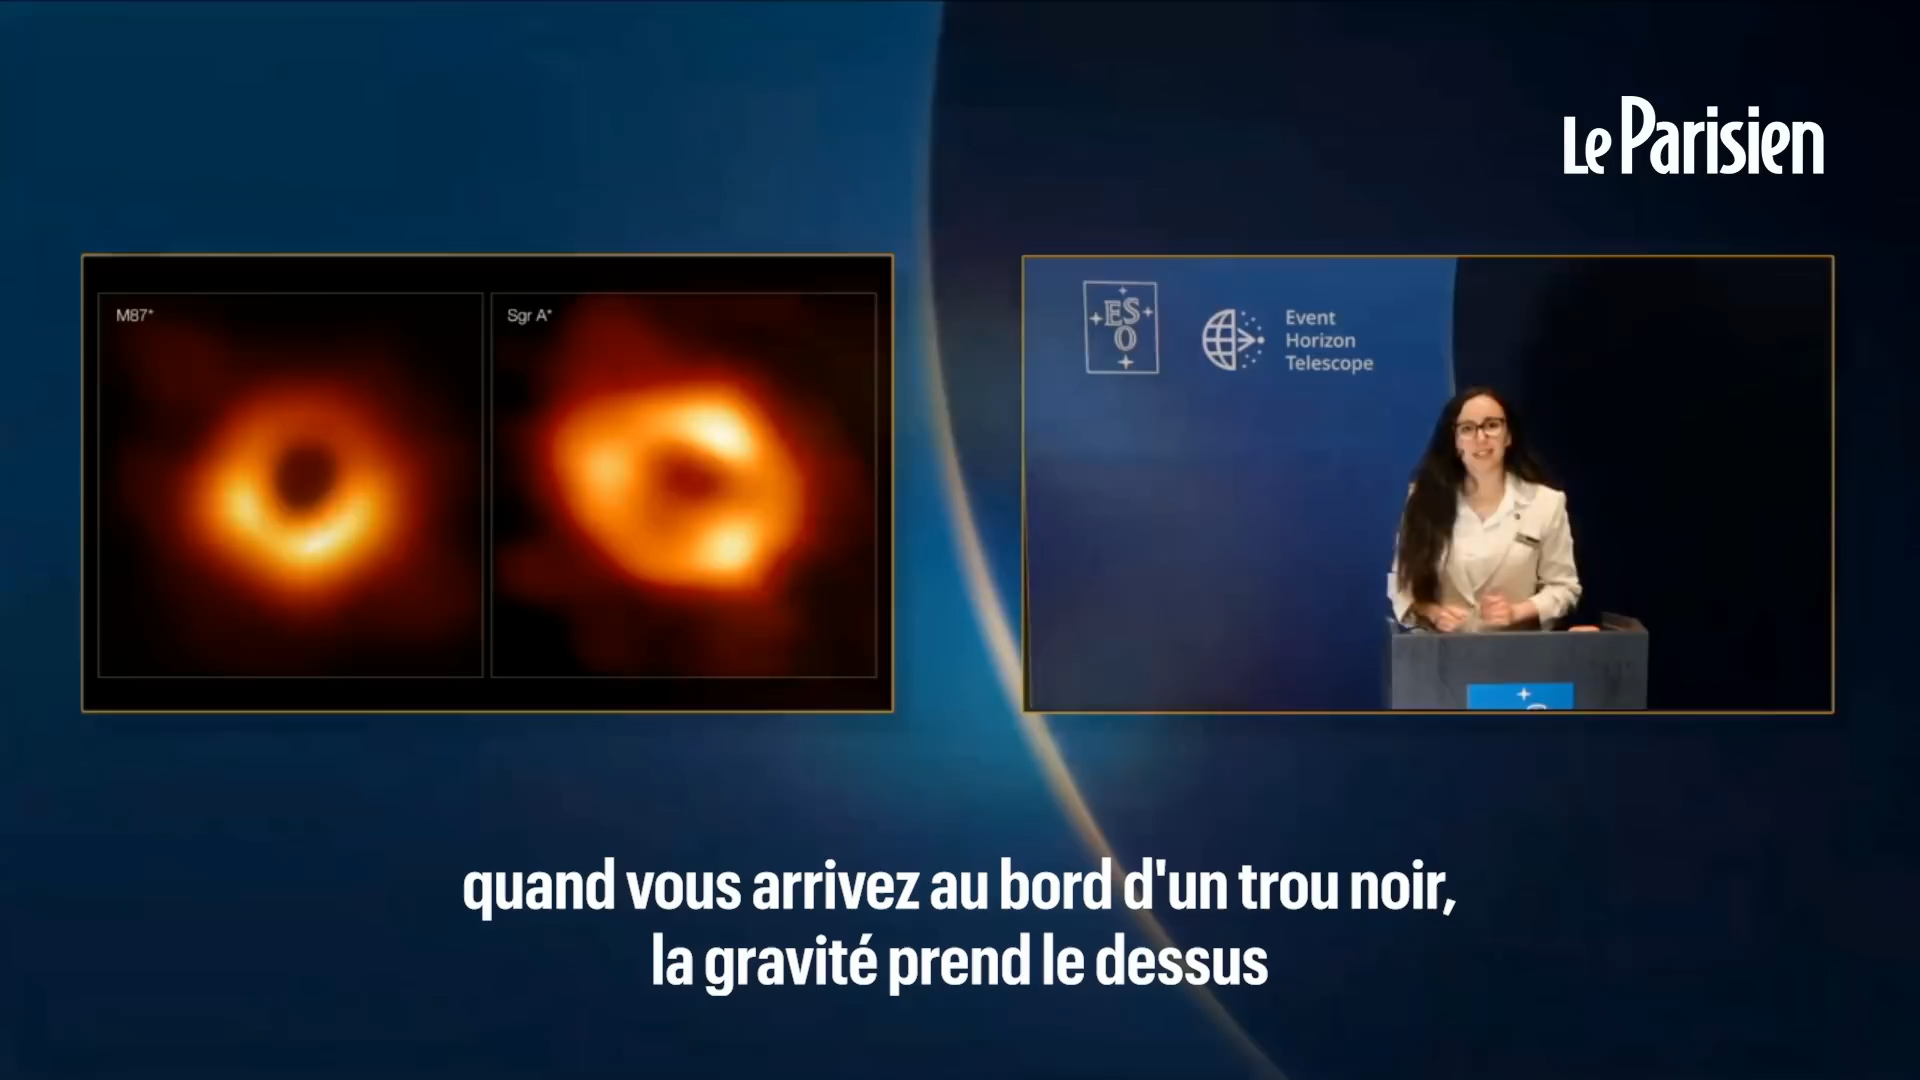 Le Parisien
M87*
Sgr A*
ESO
Event
Horizon
Telescope
quand vous arrivez au bord d'un trou noir,
la gravité prend le dessus